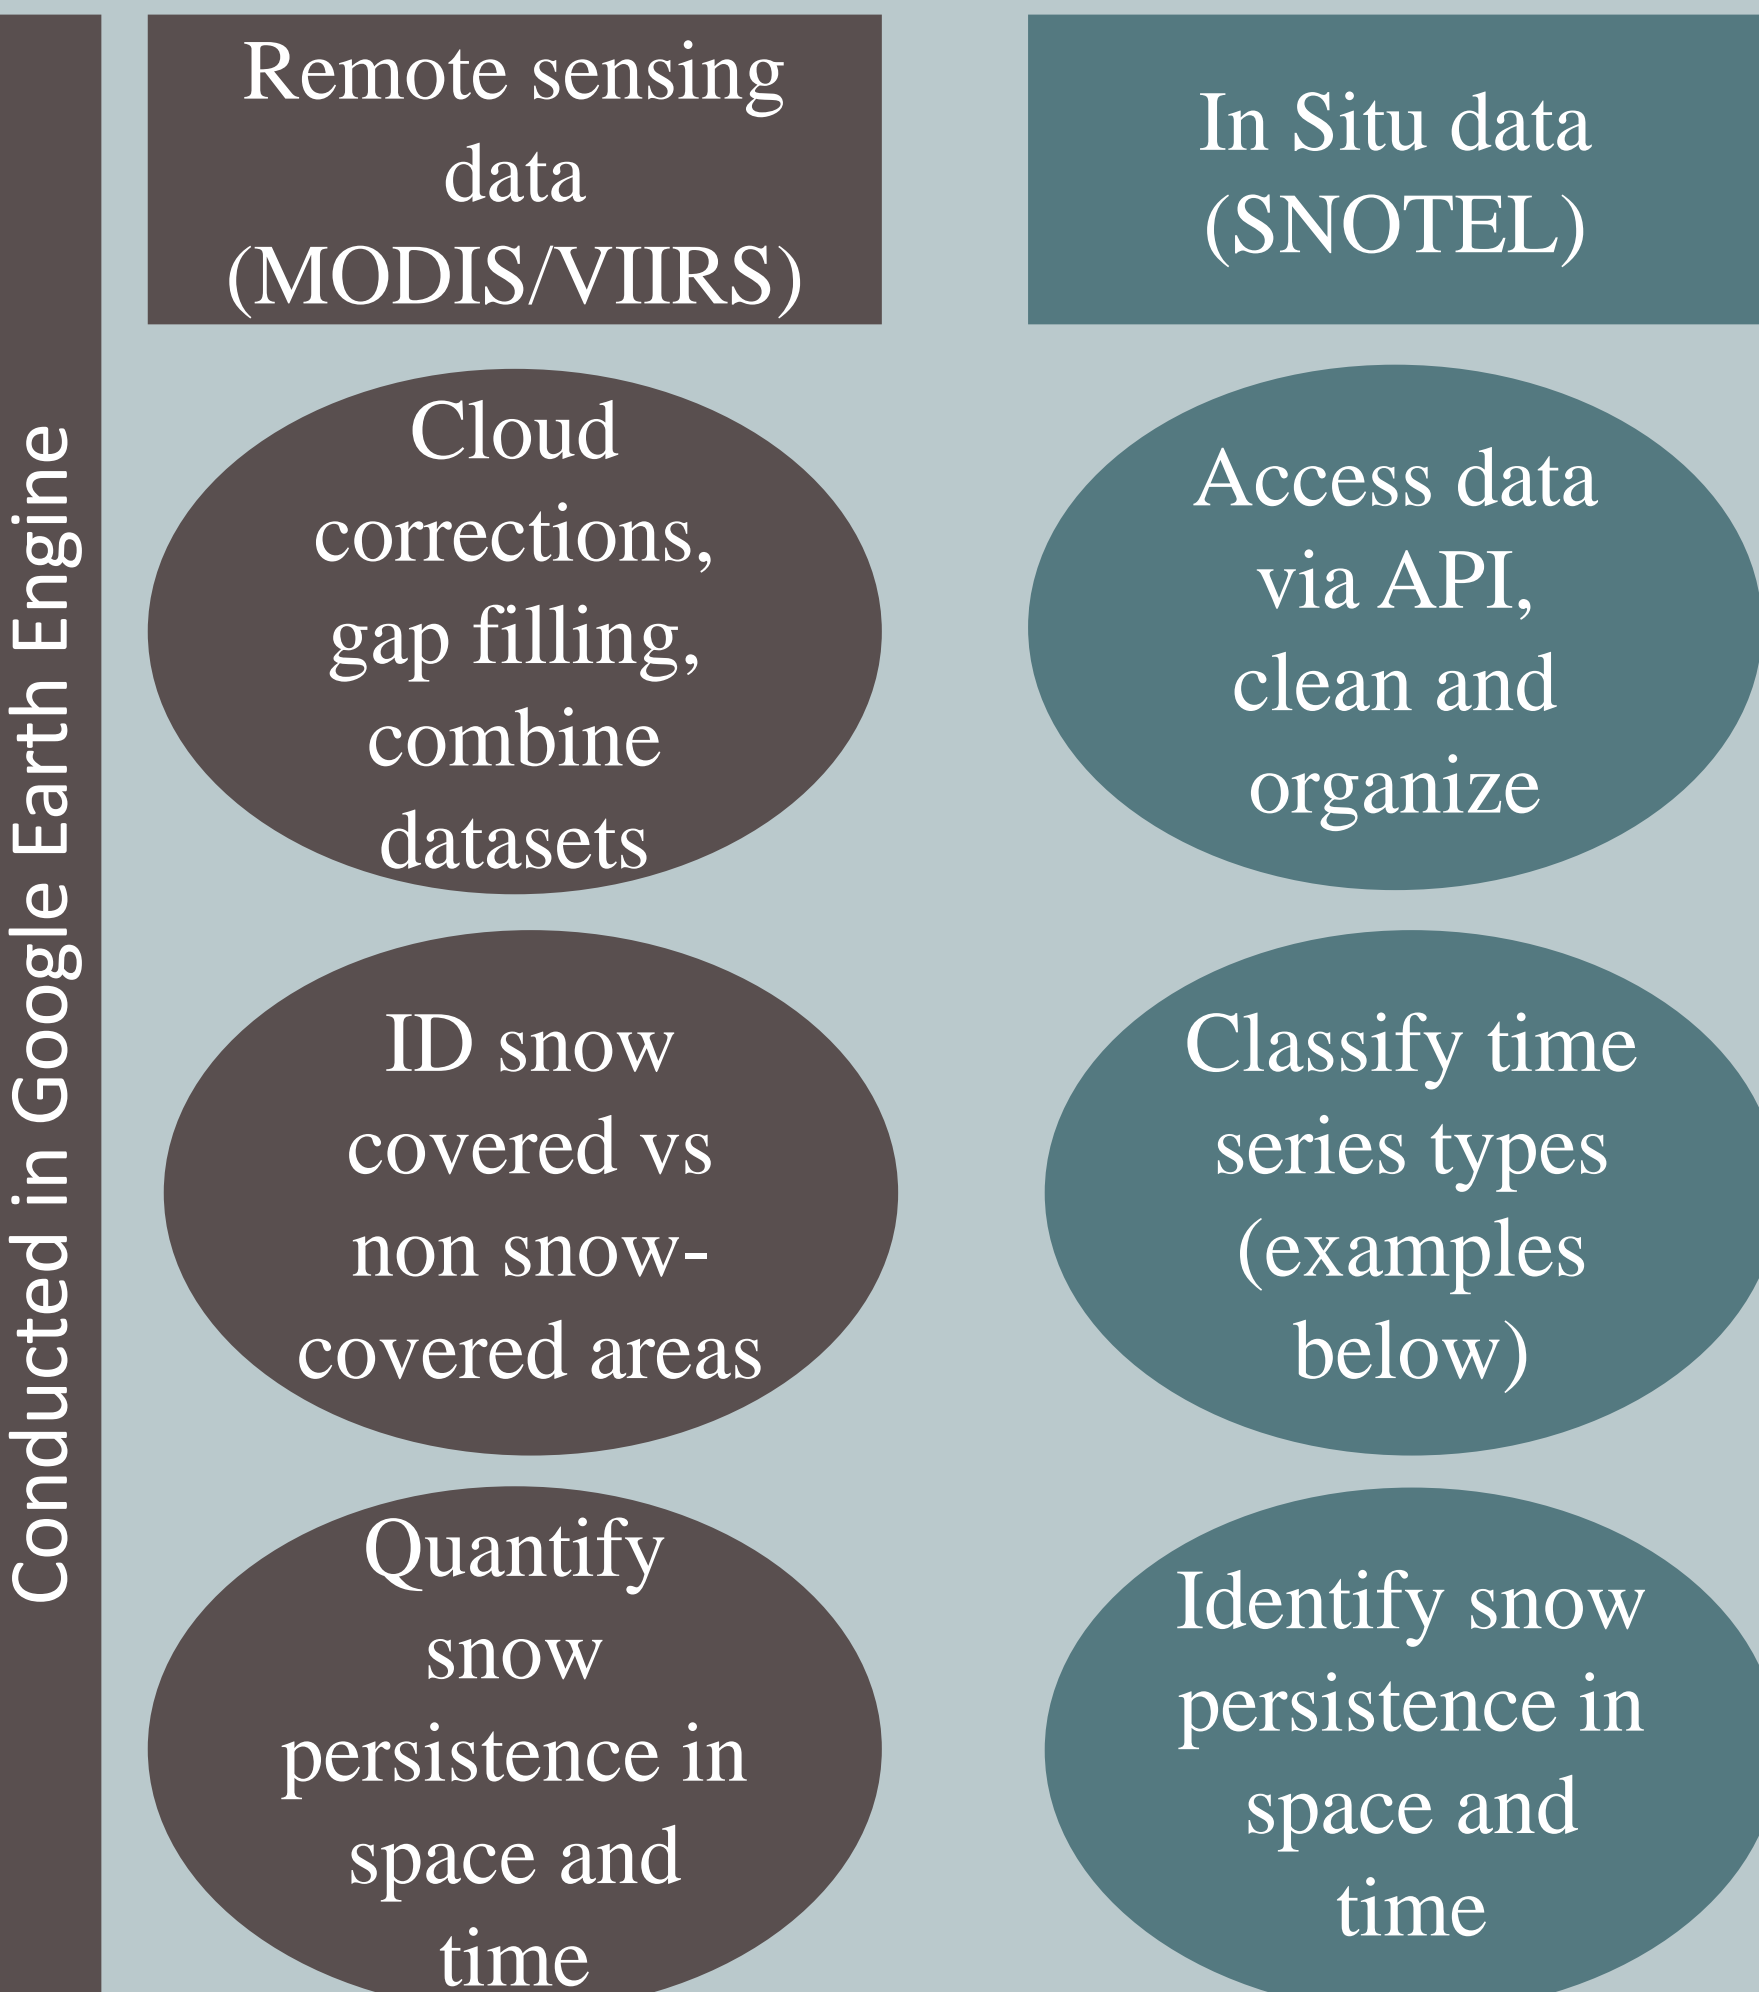 Conducted in Google Earth Engine
Remote sensing
data
(MODIS/VIIRS)
Cloud
corrections,
gap filling,
combine
datasets
ID snow
covered vs
non snow-
covered areas
Quantify
snow
persistence in
space and
time
In Situ data
(SNOTEL)
Access data
via API,
clean and
organize
Classify time
series types
(examples
below)
Identify snow
persistence in
space and
time